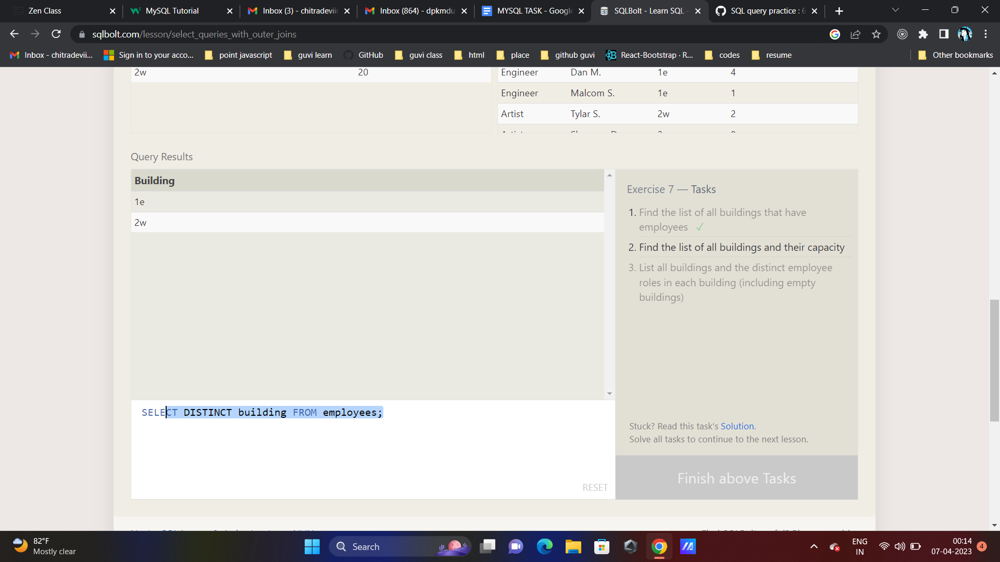 Zen Class
MySQL Tutorial
Inbox (3) - chitradeviir
Inbox (864) - dpkmdu
MYSQL TASK - Google
SQLBolt - Learn SQL -
SQL query practice : 6
sqlbolt.com/lesson/select_queries_with_outer_joins
Inbox - chitradevii...
Sign in to your acco...
point javascript
guvi learn
GitHub
guvi class
html
place
github guvi
React-Bootstrap · R...
codes
resume
Other bookmarks
2w 20
Engineer Dan M. 1e 4
Engineer Malcom S. 1e 1
Artist Tylar S. 2w 2
Query Results
Building
1e
2w
Exercise 7 — Tasks
1. Find the list of all buildings that have
employees ✓
2. Find the list of all buildings and their capacity
3. List all buildings and the distinct employee
roles in each building (including empty
buildings)
SELECT DISTINCT building FROM employees;
Stuck? Read this task's Solution.
Solve all tasks to continue to the next lesson.
RESET
Finish above Tasks
82°F
Mostly clear
Search
ENG
IN
00:14
07-04-2023
4